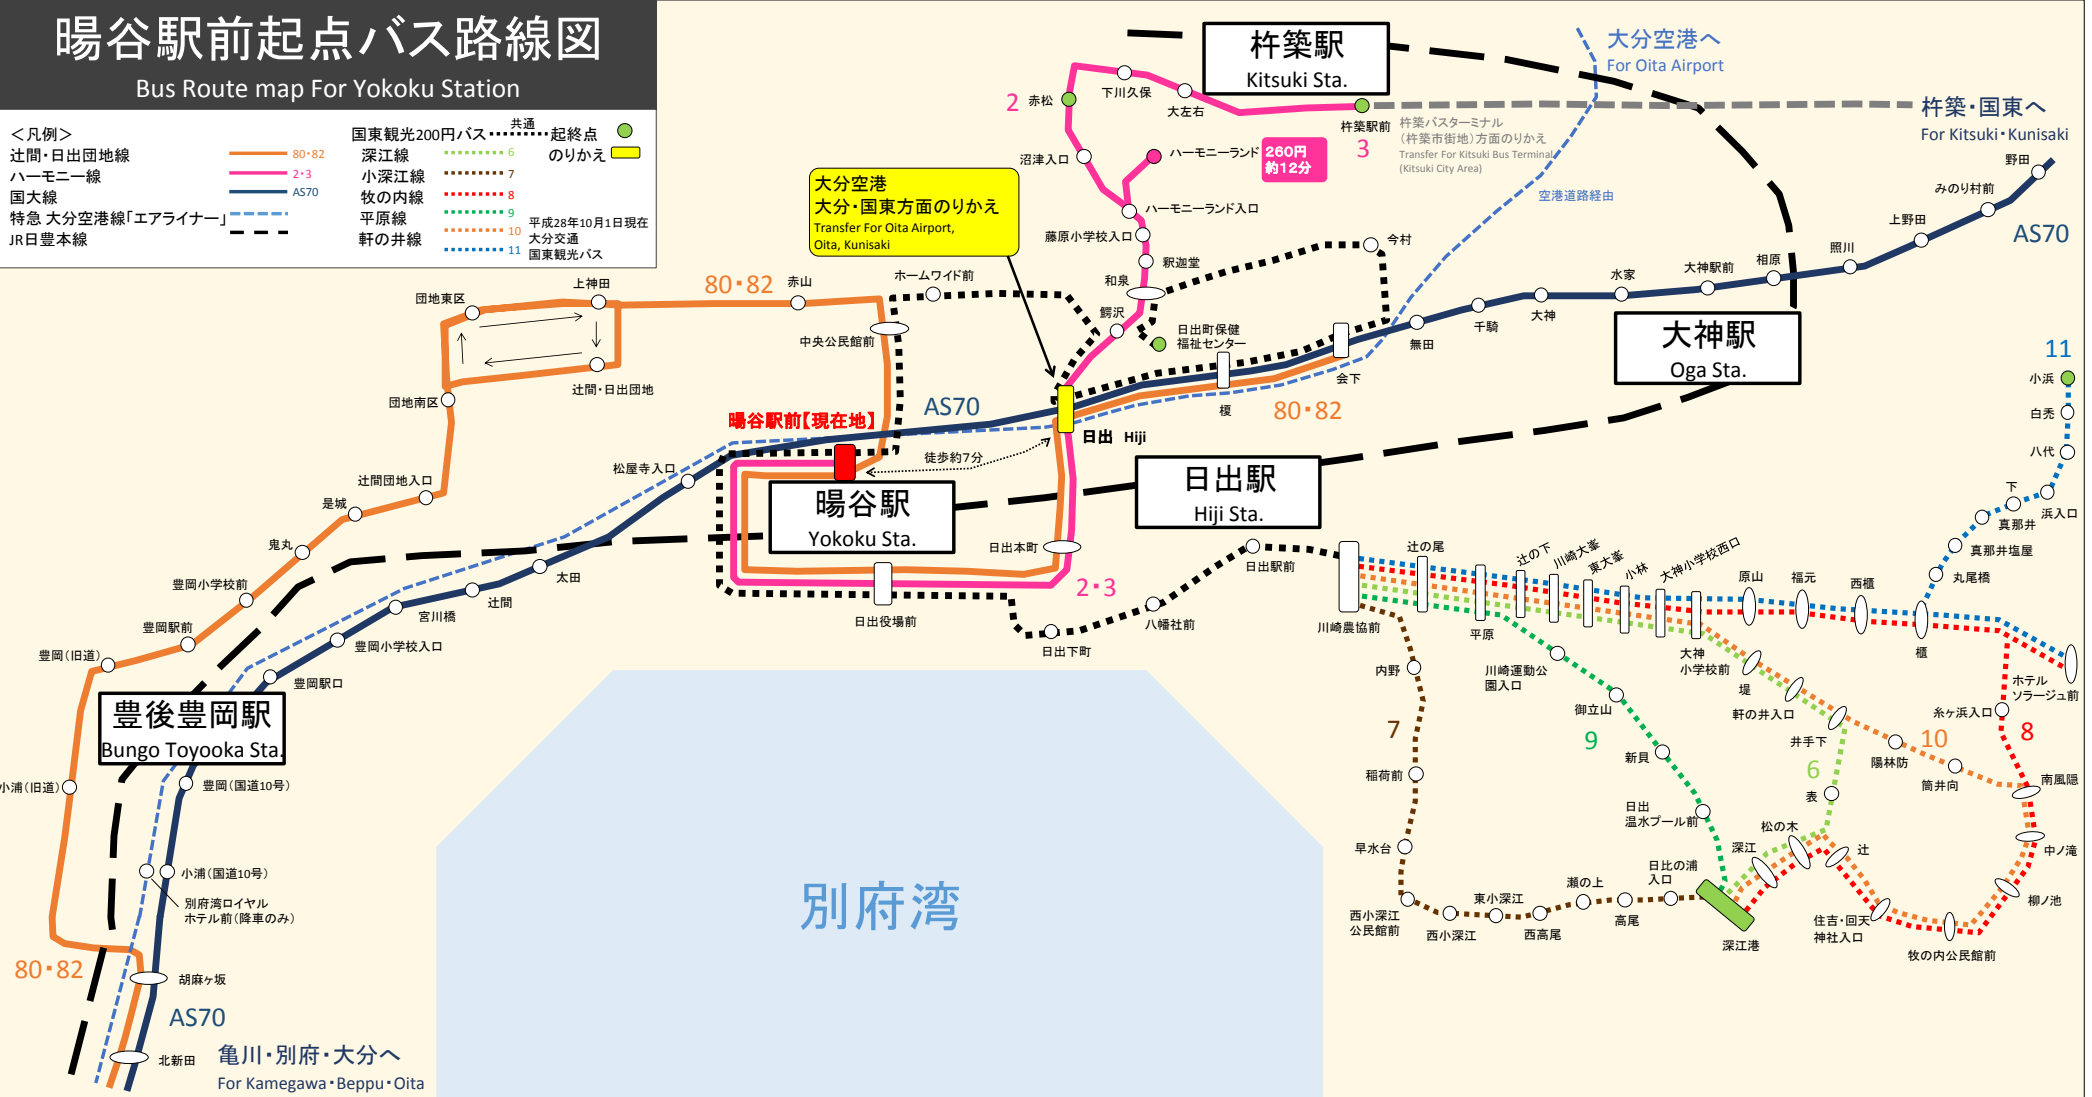 暘谷駅前起点バス路線図
Bus Route map For Yokoku Station
＜凡例＞
辻間・日出団地線 80・82
ハーモニー線 2・3
国大線 AS70
特急 大分空港線「エアライナー」
JR日豊本線
国東観光200円バス 共通
深江線 6
小深江線 7
牧の内線 8
平原線 9
軒の井線 10
11
起終点
のりかえ
平成28年10月1日現在
大分交通
国東観光バス
杵築駅
Kitsuki Sta.
大分空港へ
For Oita Airport
杵築・国東へ
For Kitsuki・Kunisaki
2
赤松
下川久保
大左右
杵築駅前
3
杵築バスターミナル
（杵築市街地）方面のりかえ
Transfer For Kitsuki Bus Terminal
(Kitsuki City Area)
沼津入口
ハーモニーランド
260円
約12分
ハーモニーランド入口
藤原小学校入口
釈迦堂
和泉
鰐沢
日出町保健
福祉センター
今村
空港道路経由
野田
みのり村前
上野田
AS70
照川
相原
大神駅前
水家
大神
千騎
無田
会下
榎
80・82
大分空港
大分・国東方面のりかえ
Transfer For Oita Airport,
Oita, Kunisaki
ホームワイド前
80・82
赤山
上神田
団地東区
中央公民館前
辻間・日出団地
団地南区
暘谷駅前【現在地】
AS70
日出 Hiji
徒歩約7分
大神駅
Oga Sta.
日出駅
Hiji Sta.
暘谷駅
Yokoku Sta.
松屋寺入口
辻間団地入口
是城
鬼丸
豊岡小学校前
豊岡駅前
豊岡（旧道）
太田
辻間
宮川橋
豊岡小学校入口
豊岡駅口
豊後豊岡駅
Bungo Toyooka Sta.
小浦（旧道）
豊岡（国道10号）
小浦（国道10号）
別府湾ロイヤル
ホテル前（降車のみ）
80・82
胡麻ヶ坂
AS70
北新田
亀川・別府・大分へ
For Kamegawa・Beppu・Oita
日出本町
2・3
日出役場前
日出下町
八幡社前
日出駅前
川崎農協前
辻の尾
平原
辻の下
川崎大峯
東大峯
小林
大神小学校西口
大神
小学校前
原山
福元
西櫃
櫃
ホテル
ソラージュ前
11
小浜
白禿
八代
浜入口
下
真那井
真那井塩屋
丸尾橋
糸ヶ浜入口
8
南風隠
中ノ滝
柳ノ池
牧の内公民館前
住吉・回天
神社入口
辻
松の木
深江
深江港
堤
軒の井入口
井手下
10
陽林防
筒井向
6
表
川崎運動公
園入口
御立山
9
新貝
日出
温水プール前
内野
7
稲荷前
早水台
西小深江
公民館前
西小深江
東小深江
西高尾
瀬の上
高尾
日比の浦
入口
別府湾